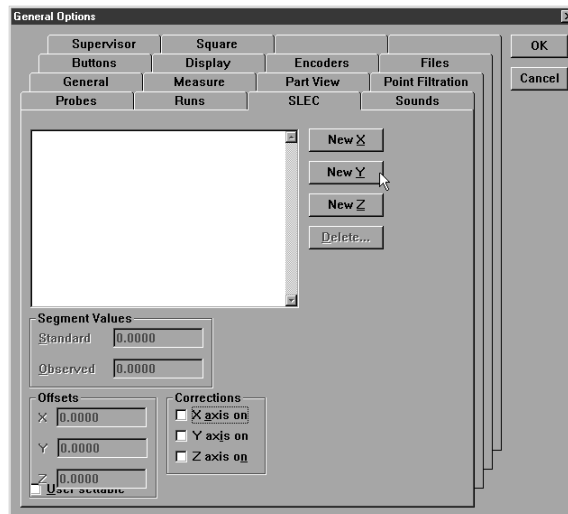 General Options
Supervisor Square
OK
Buttons Display Encoders Files
General Measure Part View Point Filtration
Cancel
Probes Runs SLEC Sounds
New X
New Y
New Z
Delete...
Segment Values
Standard 0.0000
Observed 0.0000
Offsets
X 0.0000
Y 0.0000
Z 0.0000
User settable
Corrections
X axis on
Y axis on
Z axis on